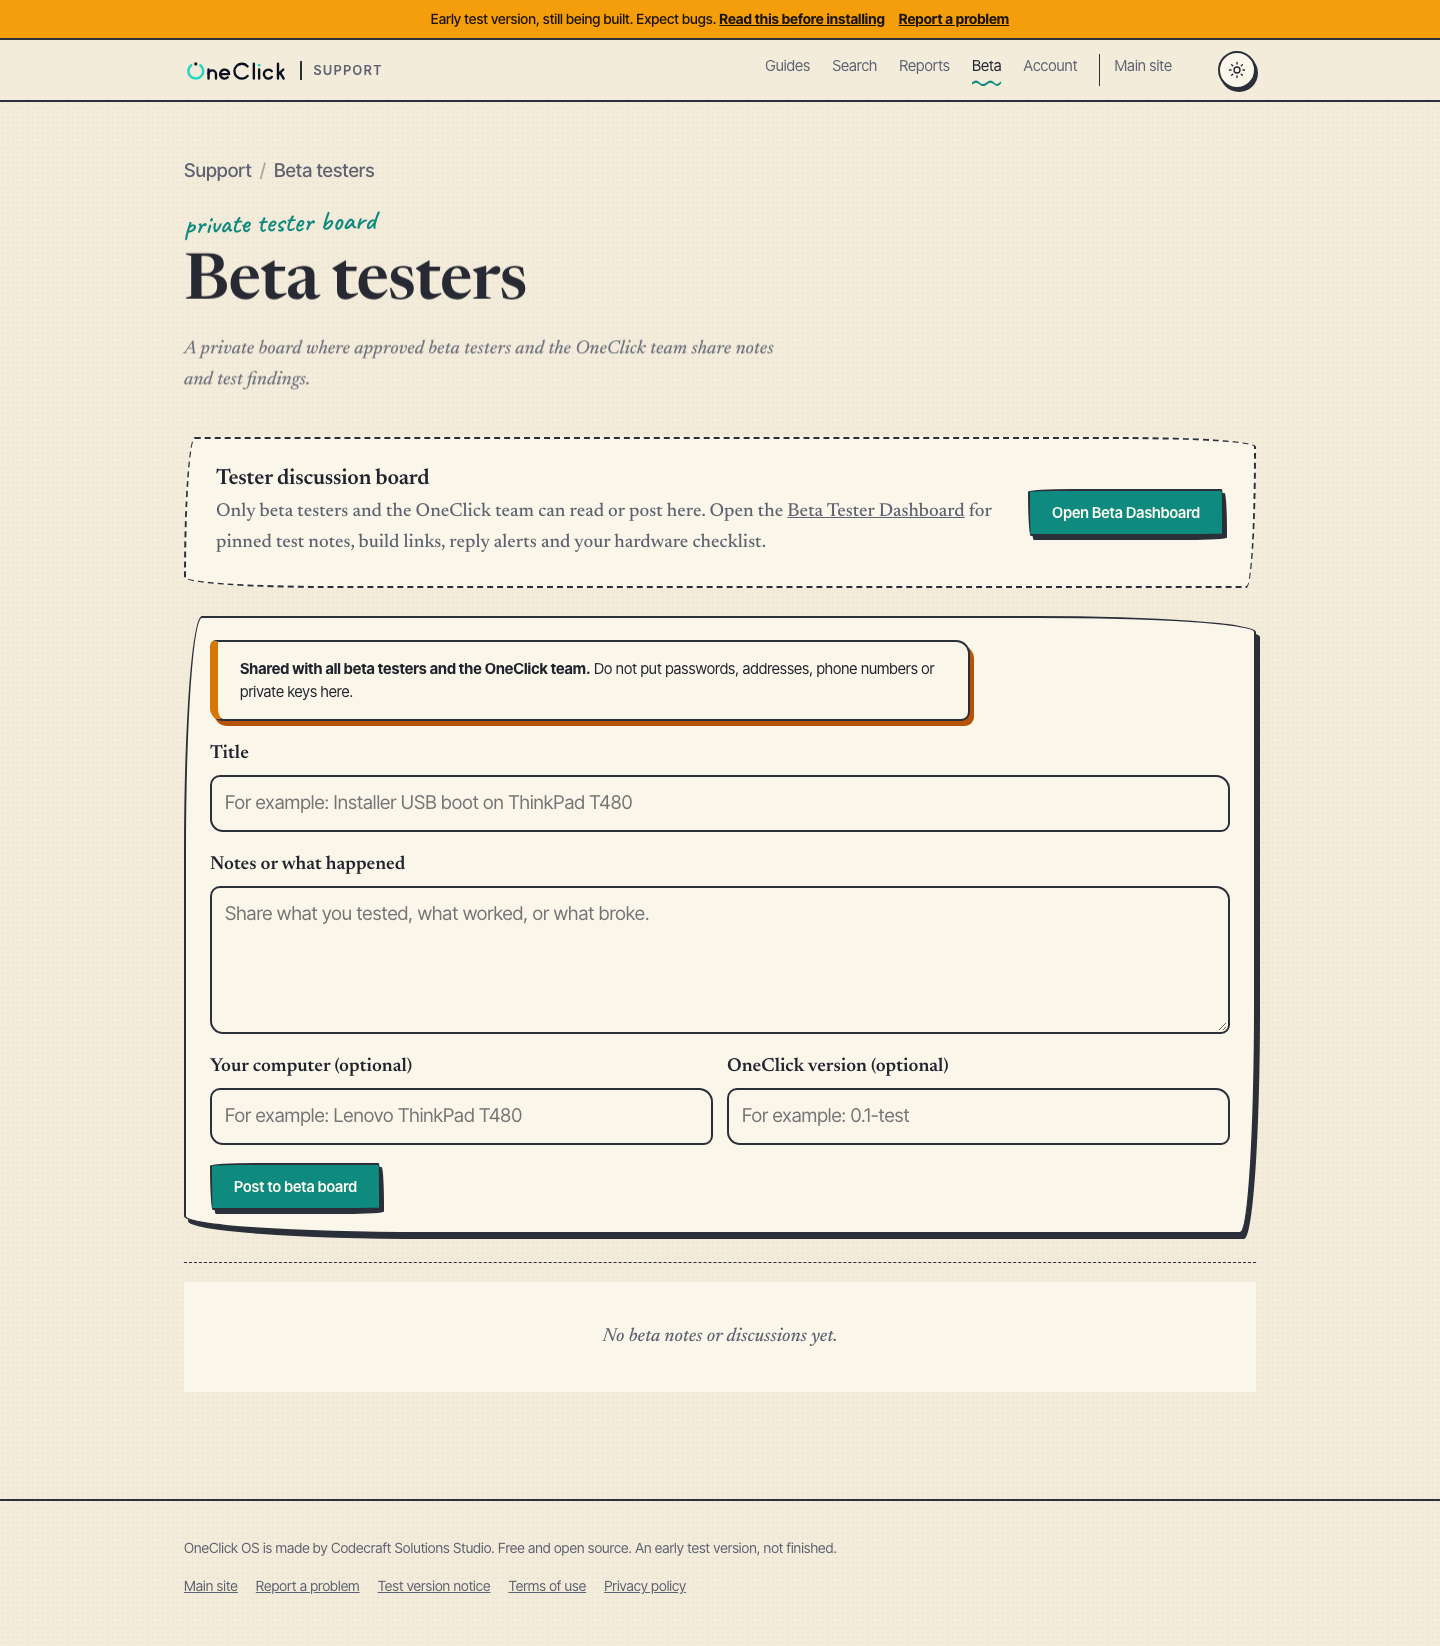 Early test version, still being built. Expect bugs. Read this before installing Report a problem
OneClick SUPPORT Guides Search Reports Beta Account Main site
Support / Beta testers
private tester board
Beta testers
A private board where approved beta testers and the OneClick team share notes
and test findings.
Tester discussion board
Only beta testers and the OneClick team can read or post here. Open the Beta Tester Dashboard for
pinned test notes, build links, reply alerts and your hardware checklist.
Open Beta Dashboard
Shared with all beta testers and the OneClick team. Do not put passwords, addresses, phone numbers or
private keys here.
Title
For example: Installer USB boot on ThinkPad T480
Notes or what happened
Share what you tested, what worked, or what broke.
Your computer (optional) OneClick version (optional)
For example: Lenovo ThinkPad T480 For example: 0.1-test
Post to beta board
No beta notes or discussions yet.
OneClick OS is made by Codecraft Solutions Studio. Free and open source. An early test version, not finished.
Main site Report a problem Test version notice Terms of use Privacy policy